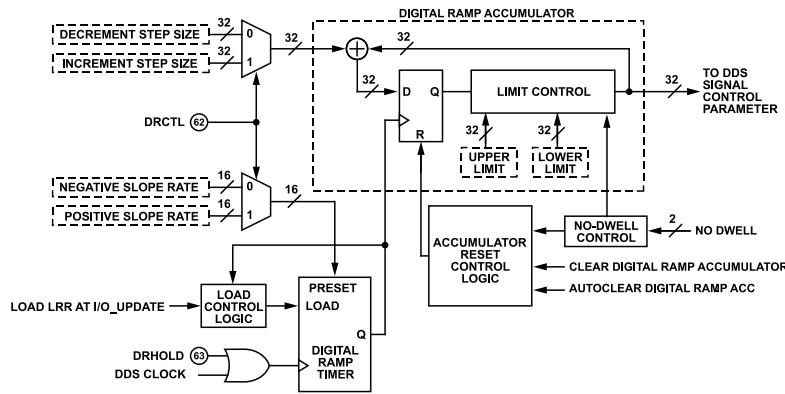 DIGITAL RAMP ACCUMULATOR
DECREMENT STEP SIZE
32
0
INCREMENT STEP SIZE
32
1
32
32
32
32
TO DDS
SIGNAL
CONTROL
PARAMETER
D
Q
R
LIMIT CONTROL
DRCTL
62
32
32
UPPER
LIMIT
LOWER
LIMIT
NEGATIVE SLOPE RATE
16
0
POSITIVE SLOPE RATE
16
1
16
ACCUMULATOR
RESET
CONTROL
LOGIC
NO-DWELL
CONTROL
2
NO DWELL
CLEAR DIGITAL RAMP ACCUMULATOR
AUTOCLEAR DIGITAL RAMP ACC
LOAD LRR AT I/O_UPDATE
LOAD
CONTROL
LOGIC
PRESET
LOAD
Q
DIGITAL
RAMP
TIMER
DRHOLD
63
DDS CLOCK